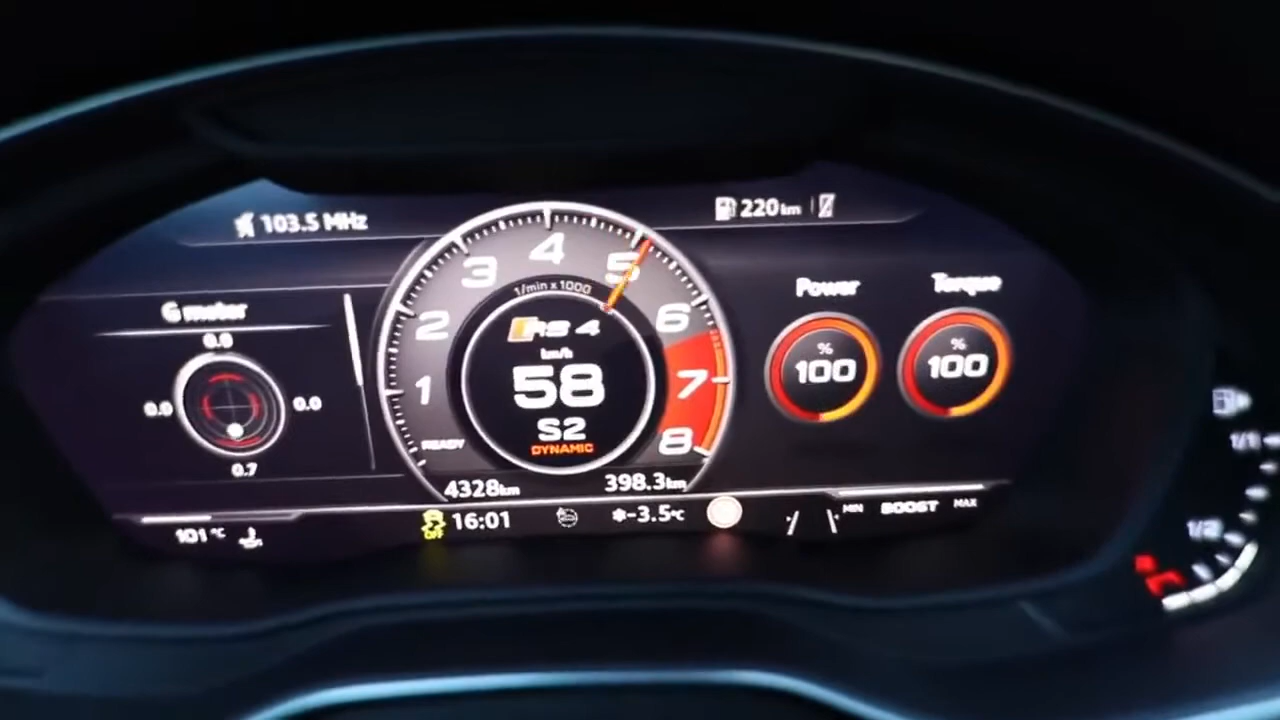 103.5 MHz
220 km
G meter
0.0
0.0
0.0
0.7
1
2
3
4
5
6
7
8
1/min x 1000
RS 4
km/h
58
S2
DYNAMIC
READY
Power
%
100
Torque
%
100
4328 km
398.3 km
101 °C
OFF
16:01
-3.5 °C
MIN
BOOST
MAX
1/1
1/2